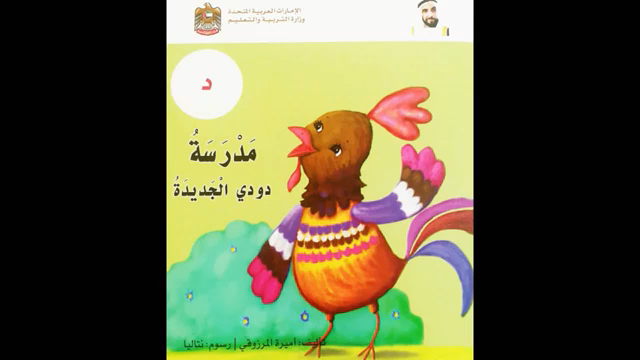 الإمارات العربية المتحدة
وزارة التربية والتعليم
د
مَدْرَسَةُ
دودي الْجَديدَةُ
تأليف: أميرة المرزوقي | رسوم: نتاليا